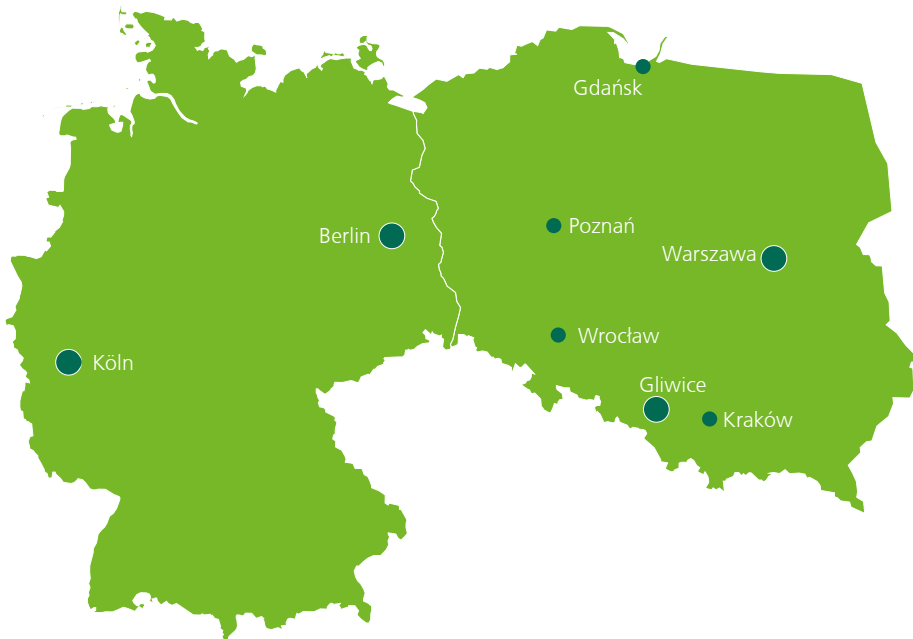 Gdańsk
Poznań
Berlin
Warszawa
Wrocław
Köln
Gliwice
Kraków